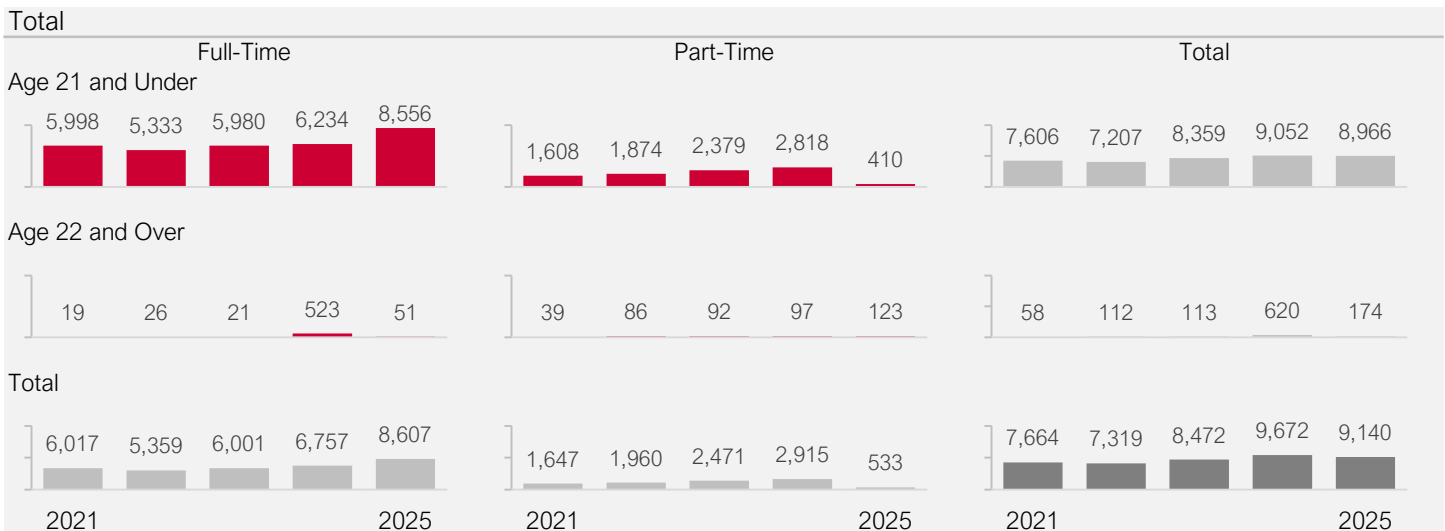 Total
Full-Time Part-Time Total
Age 21 and Under
5,998 5,333 5,980 6,234 8,556 1,608 1,874 2,379 2,818 410 7,606 7,207 8,359 9,052 8,966
Age 22 and Over
19 26 21 523 51 39 86 92 97 123 58 112 113 620 174
Total
6,017 5,359 6,001 6,757 8,607 1,647 1,960 2,471 2,915 533 7,664 7,319 8,472 9,672 9,140
2021 2025 2021 2025 2021 2025